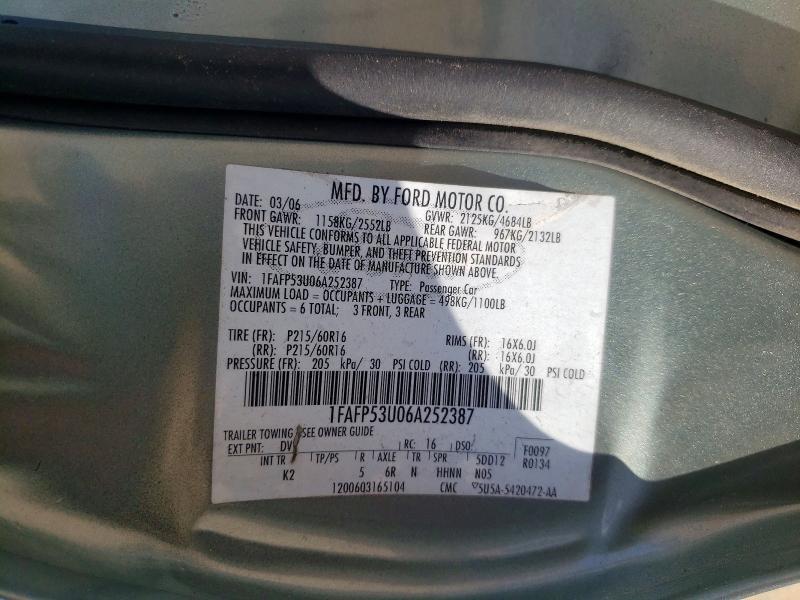 MFD. BY FORD MOTOR CO.
DATE: 03/06 GVWR: 2125KG/4684LB
FRONT GAWR: 1158KG/2552LB REAR GAWR: 967KG/2132LB
THIS VEHICLE CONFORMS TO ALL APPLICABLE FEDERAL MOTOR
VEHICLE SAFETY, BUMPER, AND THEFT PREVENTION STANDARDS
IN EFFECT ON THE DATE OF MANUFACTURE SHOWN ABOVE.
VIN: 1FAFP53U06A252387 TYPE: Passenger Car
MAXIMUM LOAD = OCCUPANTS + LUGGAGE = 498KG/1100LB
OCCUPANTS = 6 TOTAL; 3 FRONT, 3 REAR
TIRE (FR): P215/60R16 RIMS (FR): 16X6.0J
(RR): P215/60R16 (RR): 16X6.0J
PRESSURE (FR): 205 kPa/ 30 PSI COLD (RR): 205 kPa/ 30 PSI COLD
1FAFP53U06A252387
TRAILER TOWING - SEE OWNER GUIDE
EXT PNT: DV RC: 16 DSO: F0097
INT TR TP/PS R AXLE TR SPR 5DD12 R0134
K2 5 6R N HHNN N05
1200603165104 CMC 5U5A-5420472-AA